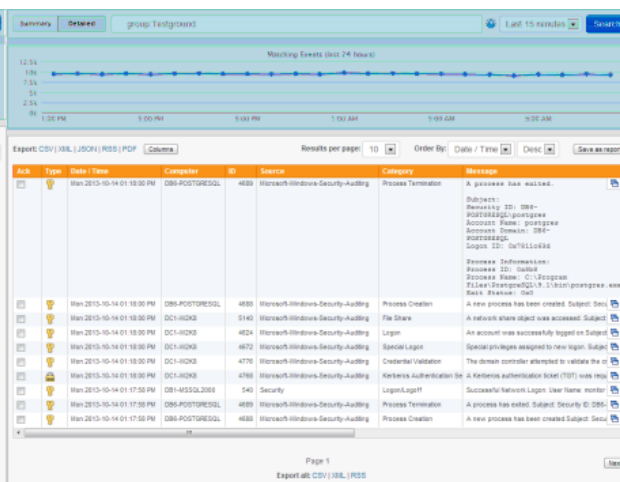 Summary Detailed group:Testground Last 15 minutes Search
Matching Events (last 24 hours)
12.5k
10k
7.5k
5k
2.5k
0k
1:00 PM 5:00 PM 9:00 PM 1:00 AM 5:00 AM 9:00 AM
Export: CSV | XML | JSON | RSS | PDF Columns Results per page: 10 Order By: Date / Time Desc Save as report
Ack Type Date / Time Computer ID Source Category Message
Mon 2013-10-14 01:18:00 PM DB6-POSTGRESQL 4689 Microsoft-Windows-Security-Auditing Process Termination A process has exited.
Subject:
Security ID: DB6-
POSTGRESQL\postgres
Account Name: postgres
Account Domain: DB6-
POSTGRESQL
Process Information:
Process Name: C:\Program
Files\PostgreSQL\9.1\bin\postgres.exe
Exit Status: 0x0
Mon 2013-10-14 01:18:00 PM DB6-POSTGRESQL 4688 Microsoft-Windows-Security-Auditing Process Creation A new process has been created. Subject: Secu
Mon 2013-10-14 01:18:00 PM DC1-W2K8 5140 Microsoft-Windows-Security-Auditing File Share A network share object was accessed. Subject
Mon 2013-10-14 01:18:00 PM DC1-W2K8 4624 Microsoft-Windows-Security-Auditing Logon An account was successfully logged on. Subject
Mon 2013-10-14 01:18:00 PM DC1-W2K8 4672 Microsoft-Windows-Security-Auditing Special Logon Special privileges assigned to new logon. Subjec
Mon 2013-10-14 01:18:00 PM DC1-W2K8 4776 Microsoft-Windows-Security-Auditing Credential Validation The domain controller attempted to validate the cr
Mon 2013-10-14 01:18:00 PM DC1-W2K8 4768 Microsoft-Windows-Security-Auditing Kerberos Authentication Se A Kerberos authentication ticket (TGT) was requ
Mon 2013-10-14 01:17:58 PM DB1-MSSQL2000 540 Security Logon/Logoff Successful Network Logon: User Name: monitor
Mon 2013-10-14 01:17:58 PM DB6-POSTGRESQL 4689 Microsoft-Windows-Security-Auditing Process Termination A process has exited. Subject: Security ID: DB6-
Mon 2013-10-14 01:17:58 PM DB6-POSTGRESQL 4688 Microsoft-Windows-Security-Auditing Process Creation A new process has been created. Subject: Secu
Page 1
Export all: CSV | XML | RSS